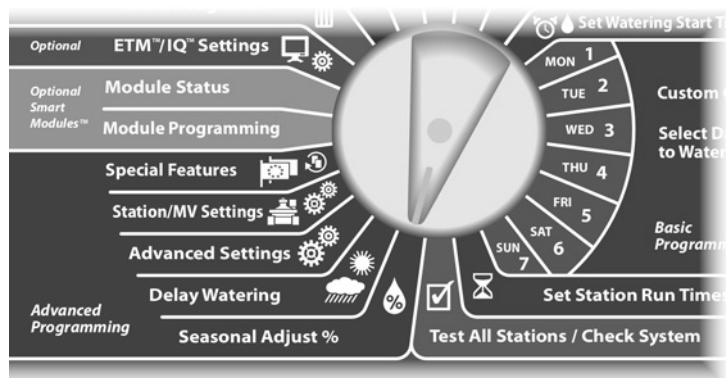 Set Watering Start T
Optional
ETM™/IQ™ Settings
MON 1
Optional
Smart
Modules™
Module Status
TUE 2
Custom
Module Programming
WED 3
Select D
to Water
Special Features
THU 4
Station/MV Settings
FRI 5
Basic
Programm
Advanced Settings
SAT 6
SUN 7
Delay Watering
Set Station Run Times
Advanced
Programming
%
Seasonal Adjust %
Test All Stations / Check System